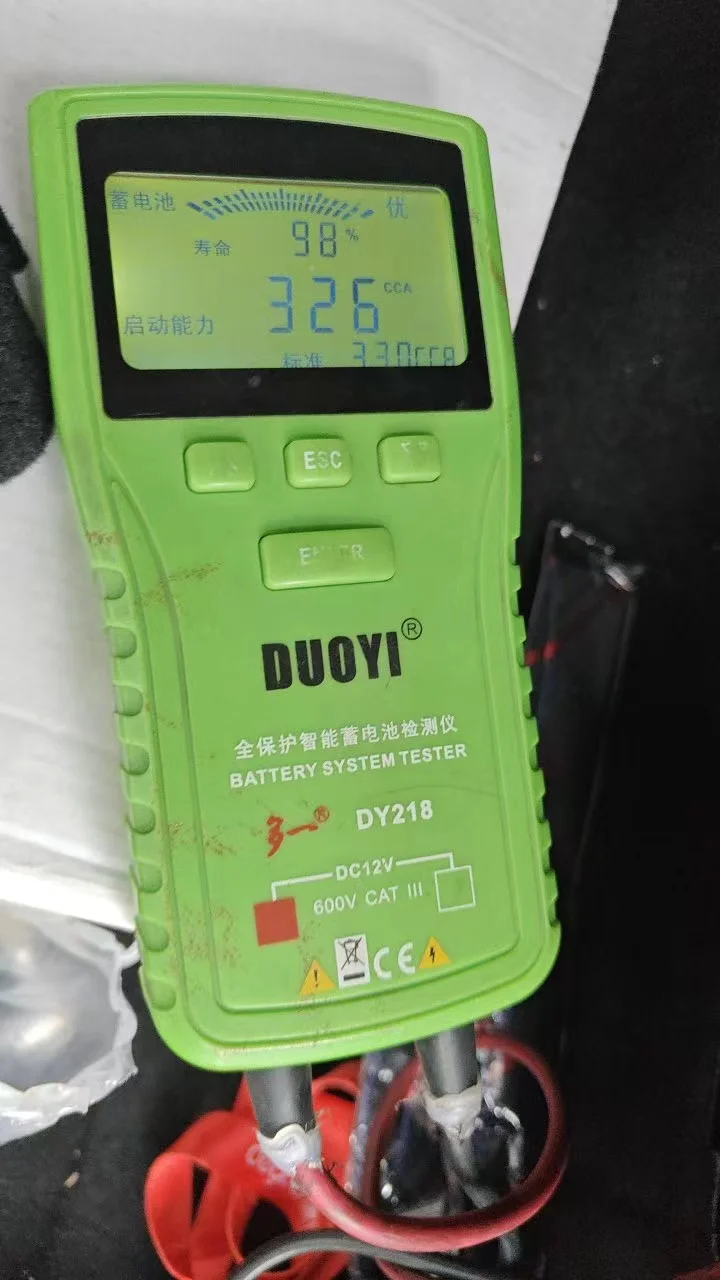 蓄电池 优
寿命 98%
启动能力 326 CCA
标准 330cca
ESC
ENTER
DUOYI®
全保护智能蓄电池检测仪
BATTERY SYSTEM TESTER
多一® DY218
DC12V
600V CAT III
CE